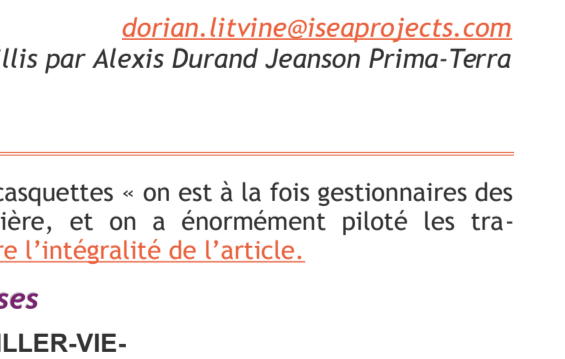 dorian.litvine@iseaprojects.com
llis par Alexis Durand Jeanson Prima-Terra
casquettes « on est à la fois gestionnaires des
ière, et on a énormément piloté les tra-
re l’intégralité de l’article.
ses
ILLER-VIE-